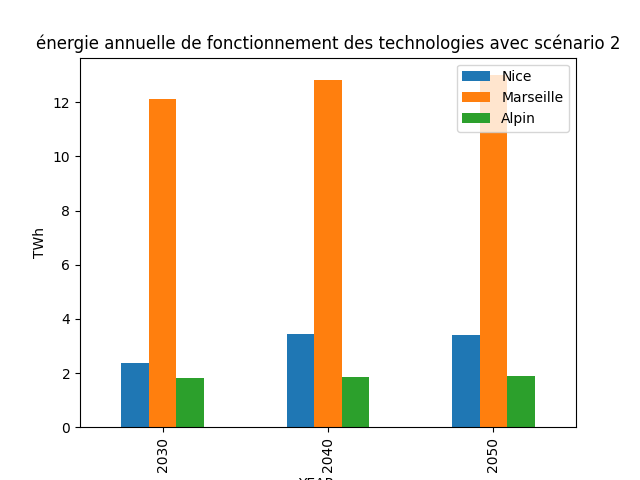 énergie annuelle de fonctionnement des technologies avec scénario 2
Nice
Marseille
Alpin
12
10
8
6
4
2
0
TWh
2030
2040
2050
YEAR